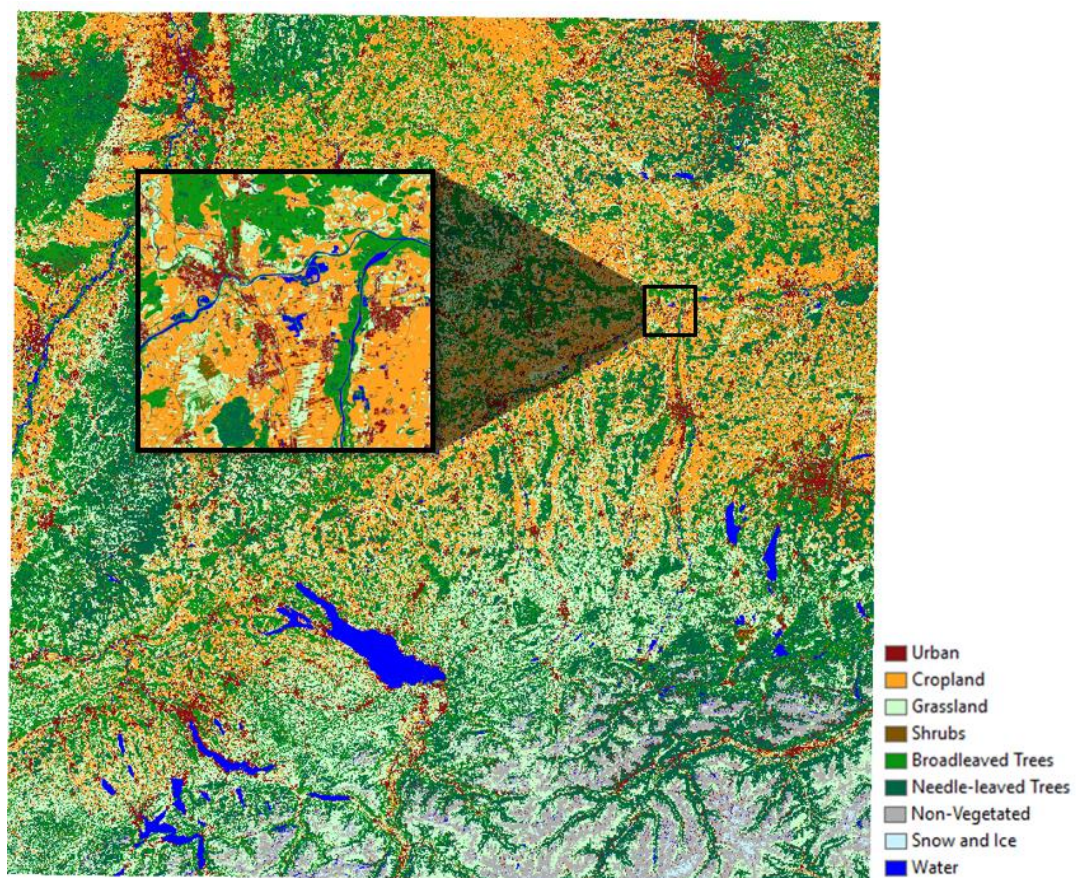 Urban
Cropland
Grassland
Shrubs
Broadleaved Trees
Needle-leaved Trees
Non-Vegetated
Snow and Ice
Water